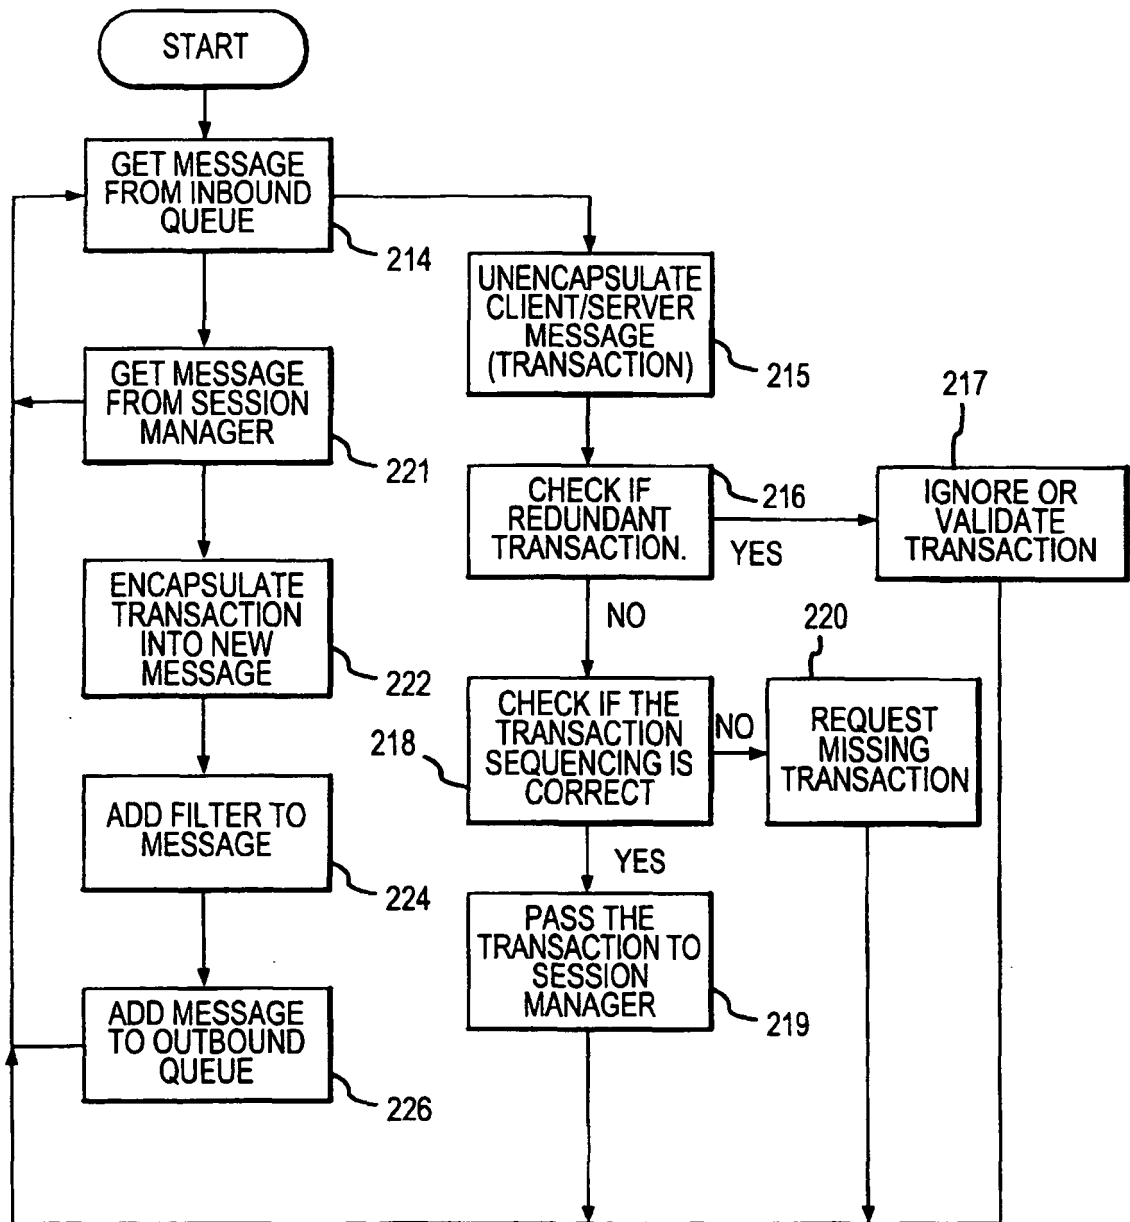 START
GET MESSAGE
FROM INBOUND
QUEUE
214
UNENCAPSULATE
CLIENT/SERVER
MESSAGE
(TRANSACTION)
215
GET MESSAGE
FROM SESSION
MANAGER
221
217
CHECK IF
REDUNDANT
TRANSACTION.
216
YES
IGNORE OR
VALIDATE
TRANSACTION
NO
ENCAPSULATE
TRANSACTION
INTO NEW
MESSAGE
222
220
218
CHECK IF THE
TRANSACTION
SEQUENCING IS
CORRECT
NO
REQUEST
MISSING
TRANSACTION
YES
ADD FILTER TO
MESSAGE
224
PASS THE
TRANSACTION TO
SESSION
MANAGER
219
ADD MESSAGE
TO OUTBOUND
QUEUE
226